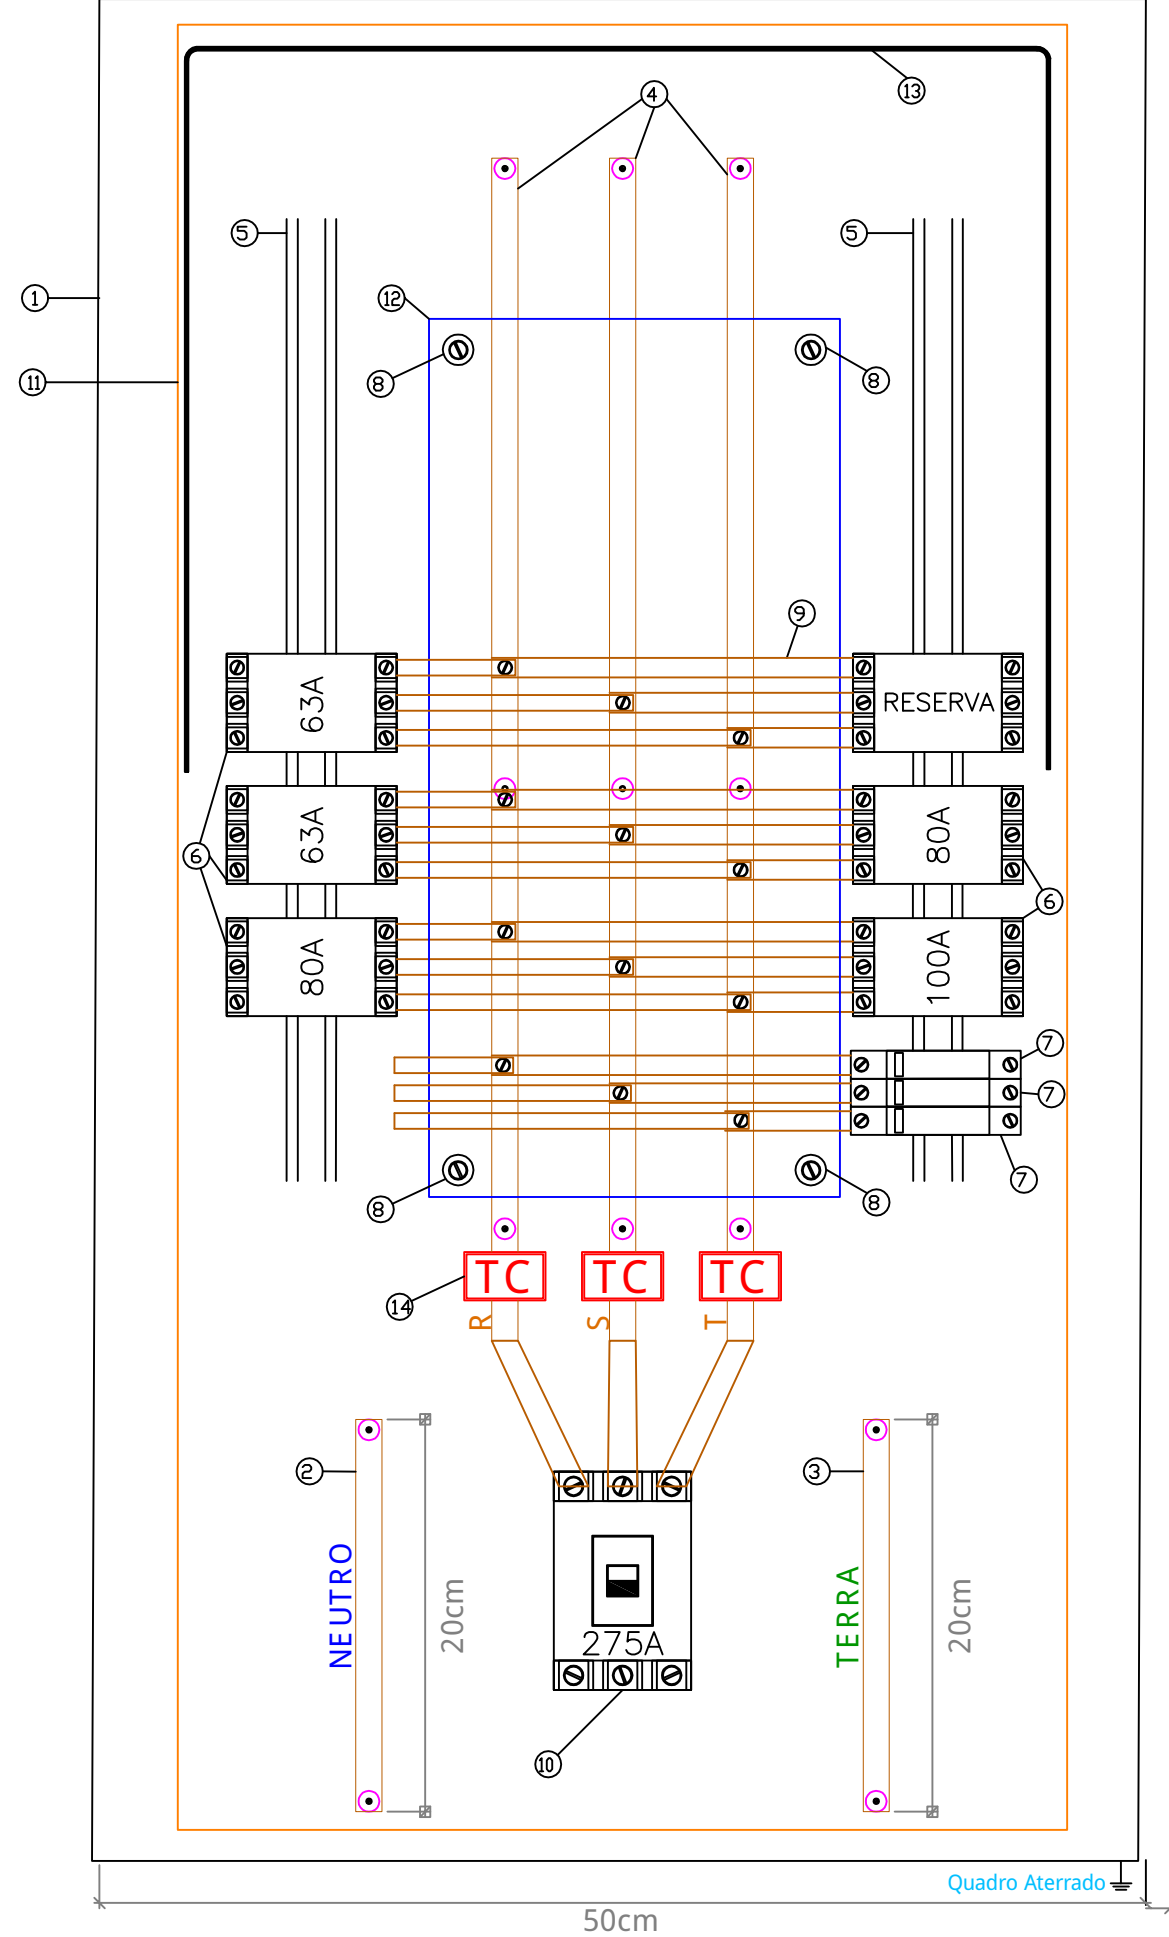 13
4
5
5
1
12
11
8
8
9
63A
RESERVA
63A
80A
6
6
80A
100A
7
7
7
8
8
TC
TC
TC
14
R
S
T
2
3
NEUTRO
20cm
TERRA
20cm
275A
10
Quadro Aterrado
50cm